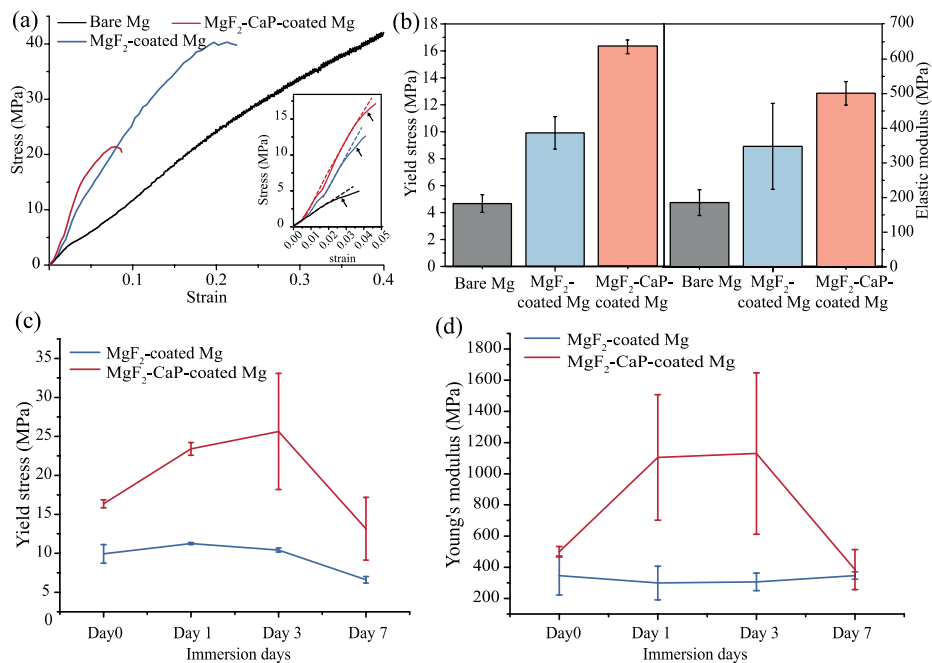 (a)
Bare Mg
MgF₂-CaP-coated Mg
MgF₂-coated Mg
40
30
20
10
0
Stress (MPa)
0
0.1
0.2
0.3
0.4
Strain
15
10
5
0
Stress (MPa)
0.00
0.01
0.02
0.03
0.04
0.05
strain
(b)
18
16
14
12
10
8
6
4
2
0
Yield stress (MPa)
700
600
500
400
300
200
100
0
Elastic modulus (MPa)
Bare Mg
MgF₂-
coated Mg
MgF₂-CaP-
coated Mg
Bare Mg
MgF₂-
coated Mg
MgF₂-CaP-
coated Mg
(c)
MgF₂-coated Mg
MgF₂-CaP-coated Mg
35
30
25
20
15
10
5
0
Yield stress (MPa)
Day0
Day 1
Day 3
Day 7
Immersion days
(d)
MgF₂-coated Mg
MgF₂-CaP-coated Mg
1800
1600
1400
1200
1000
800
600
400
300
200
0
Young's modulus (MPa)
Day0
Day 1
Day 3
Day 7
Immersion days